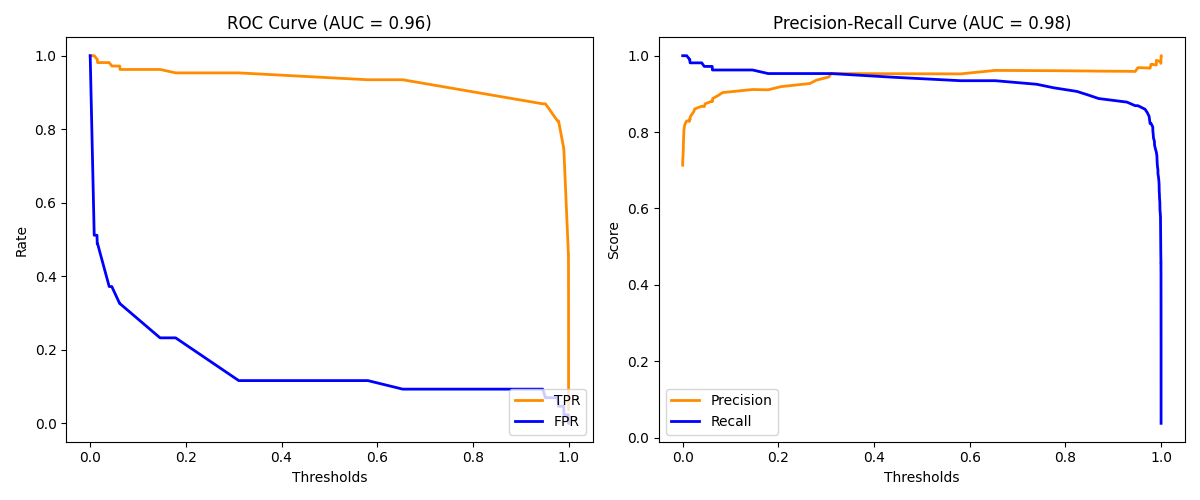 ROC Curve (AUC = 0.96)
Rate
1.0
0.8
0.6
0.4
0.2
0.0
0.0 0.2 0.4 0.6 0.8 1.0
Thresholds
TPR
FPR
Precision-Recall Curve (AUC = 0.98)
Score
1.0
0.8
0.6
0.4
0.2
0.0
0.0 0.2 0.4 0.6 0.8 1.0
Thresholds
Precision
Recall